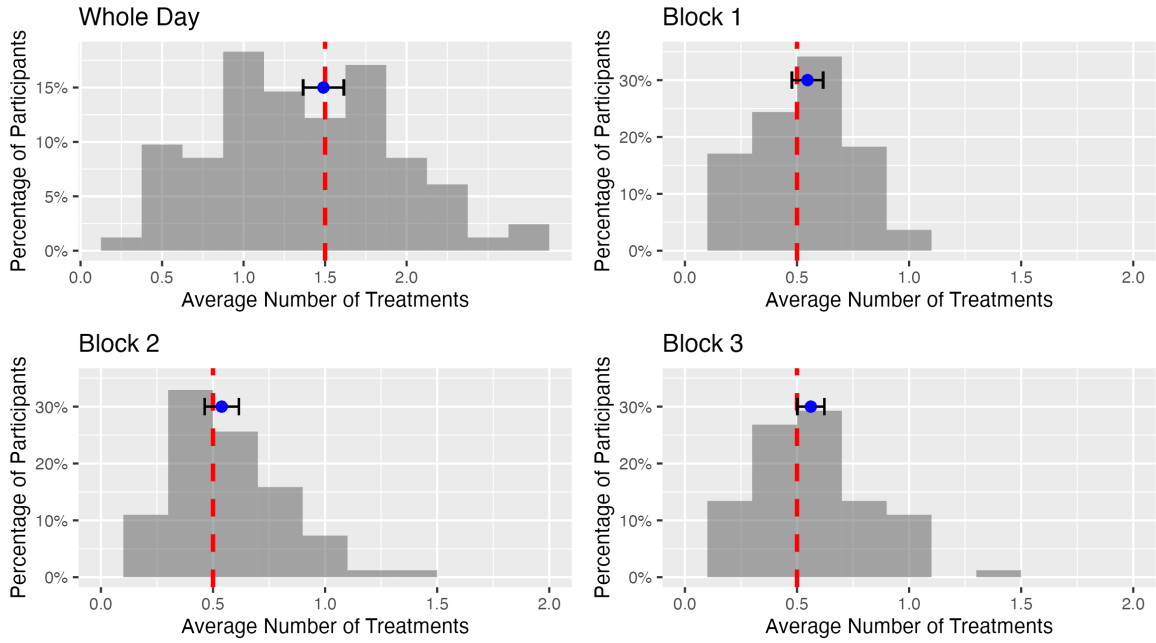 Whole Day
Percentage of Participants
15%
10%
5%
0%
0.0 0.5 1.0 1.5 2.0
Average Number of Treatments
Block 1
Percentage of Participants
30%
20%
10%
0%
0.0 0.5 1.0 1.5 2.0
Average Number of Treatments
Block 2
Percentage of Participants
30%
20%
10%
0%
0.0 0.5 1.0 1.5 2.0
Average Number of Treatments
Block 3
Percentage of Participants
30%
20%
10%
0%
0.0 0.5 1.0 1.5 2.0
Average Number of Treatments